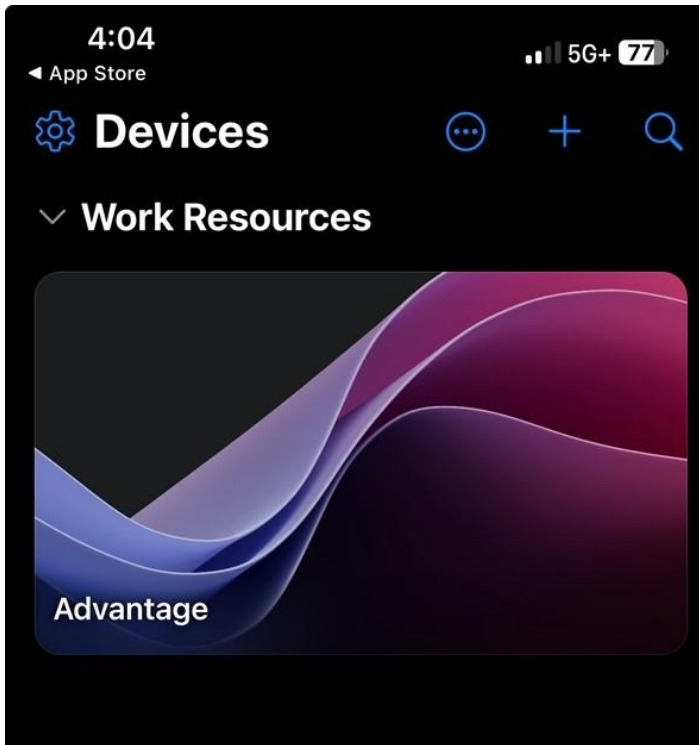 4:04
◀ App Store
5G+ 77
Devices
Work Resources
Advantage